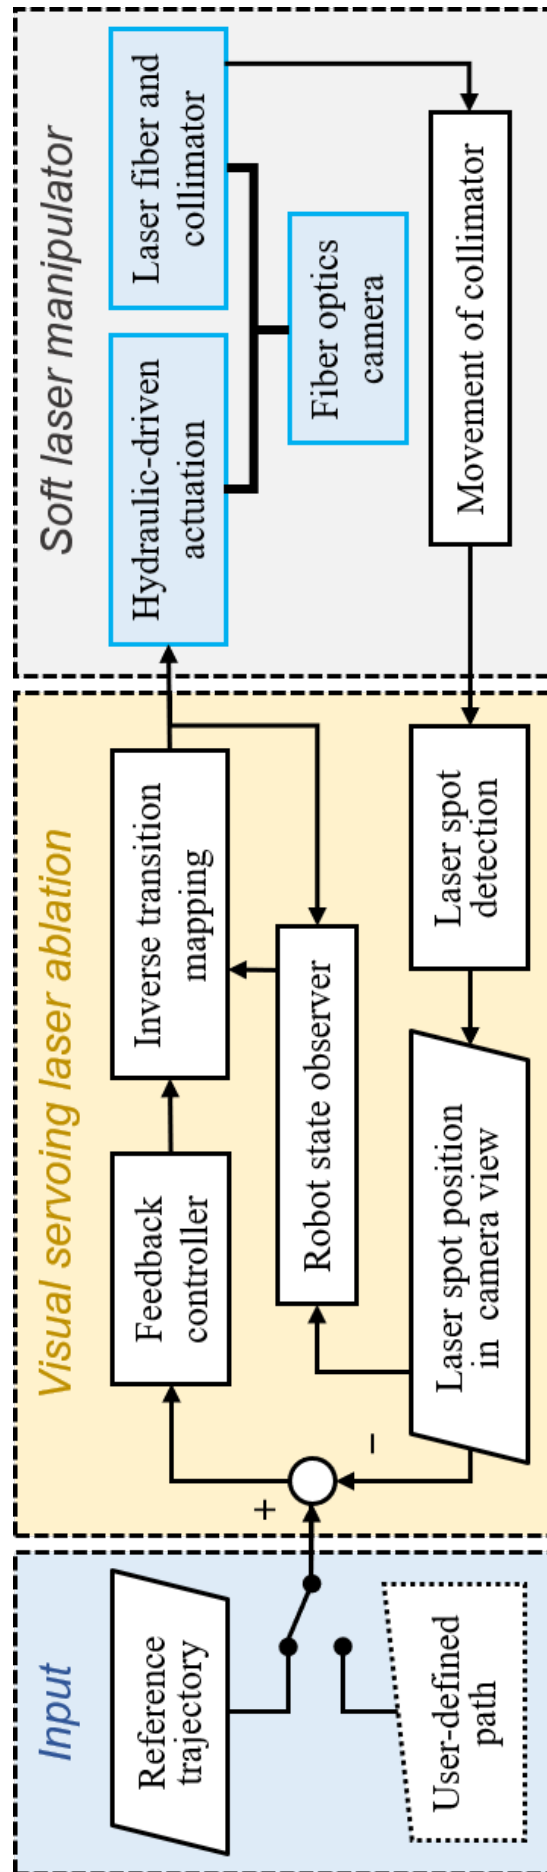 Input
Reference
trajectory
User-defined
path
Visual servoing laser ablation
+
−
Feedback
controller
Inverse transition
mapping
Robot state observer
Laser spot position
in camera view
Laser spot
detection
Soft laser manipulator
Hydraulic-driven
actuation
Laser fiber and
collimator
Fiber optics
camera
Movement of collimator